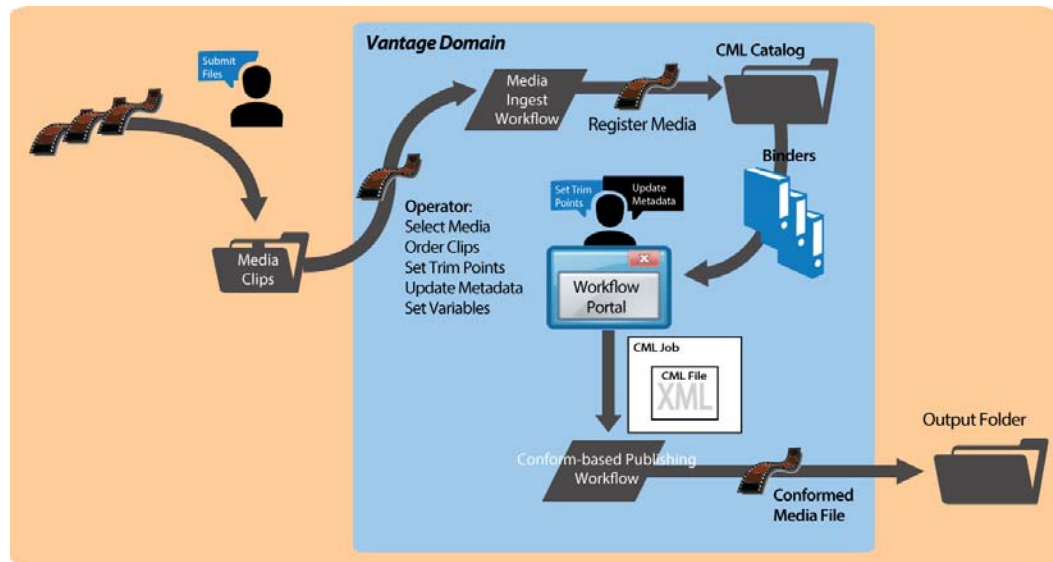 Vantage Domain
Submit
Files
Media
Ingest
Workflow
Register Media
CML Catalog
Binders
Media
Clips
Operator:
Select Media
Order Clips
Set Trim Points
Update Metadata
Set Variables
Set Trim
Points
Update
Metadata
Workflow
Portal
CML Job
CML File
XML
Conform-based Publishing
Workflow
Conformed
Media File
Output Folder